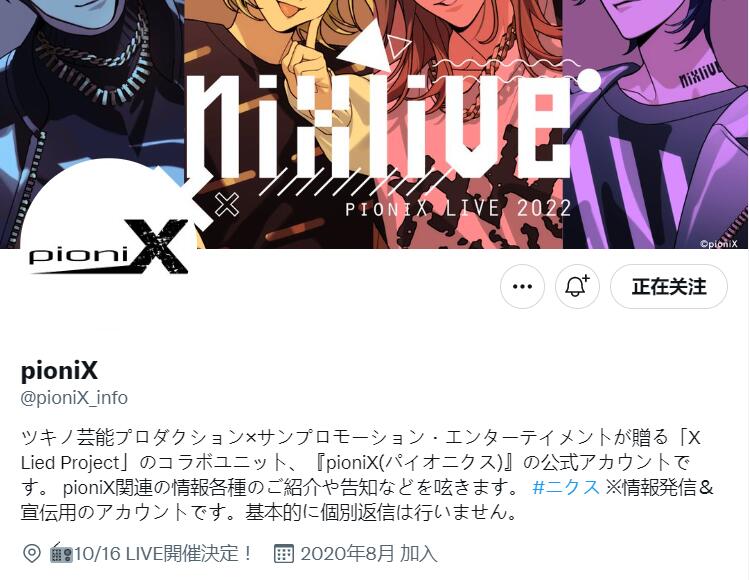 nixlive
nixlive
PIONIX LIVE 2022
©pioniX
pioniX
正在关注
pioniX
@pioniX_info
ツキノ芸能プロダクション×サンプロモーション・エンターテイメントが贈る「X
Lied Project」のコラボユニット、『pioniX(パイオニクス)』の公式アカウントで
す。 pioniX関連の情報各種のご紹介や告知などを呟きます。 #ニクス ※情報発信＆
宣伝用のアカウントです。基本的に個別返信は行いません。
10/16 LIVE開催決定！ 2020年8月 加入